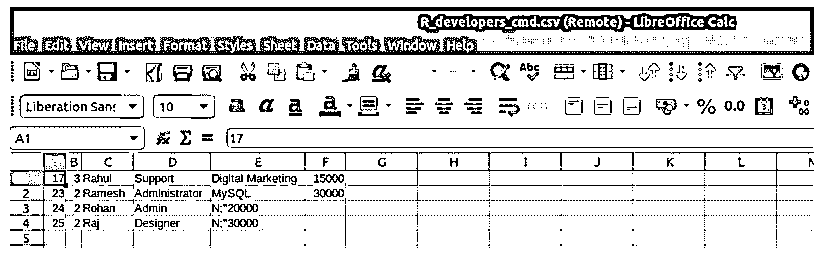 R_developers_cmd.csv (Remote) - LibreOffice Calc
File Edit View Insert Format Styles Sheet Data Tools Window Help
Liberation Sans 10 a a a a % 0.0
A1 Σ = 17
B C D E F G H I J K L
17 3 Rahul Support Digital Marketing 15000
2 23 2 Ramesh Administrator MySQL 30000
3 24 2 Rohan Admin N;"20000
4 25 2 Raj Designer N;"30000
5